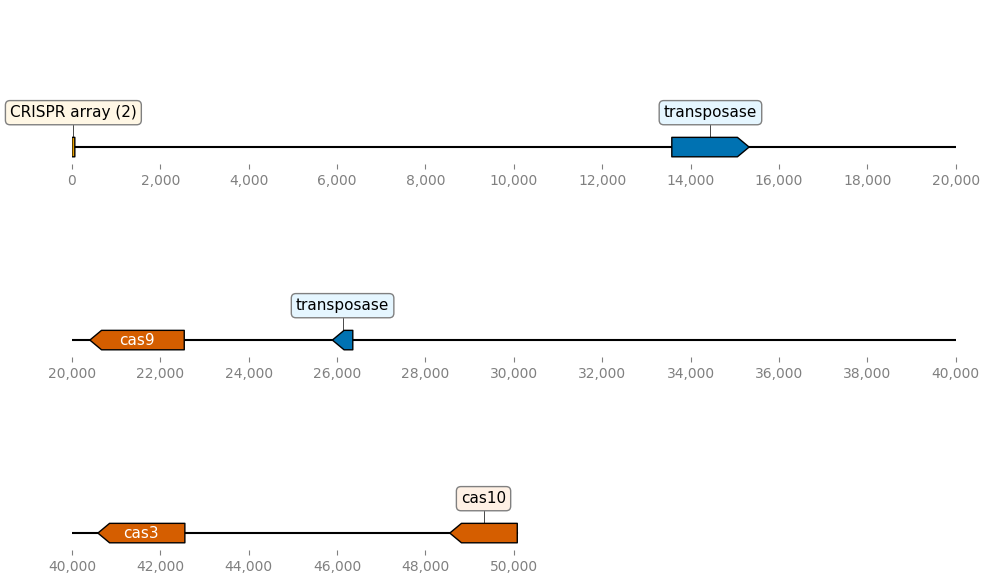 CRISPR array (2) transposase
0 2,000 4,000 6,000 8,000 10,000 12,000 14,000 16,000 18,000 20,000
transposase
cas9
20,000 22,000 24,000 26,000 28,000 30,000 32,000 34,000 36,000 38,000 40,000
cas10
cas3
40,000 42,000 44,000 46,000 48,000 50,000